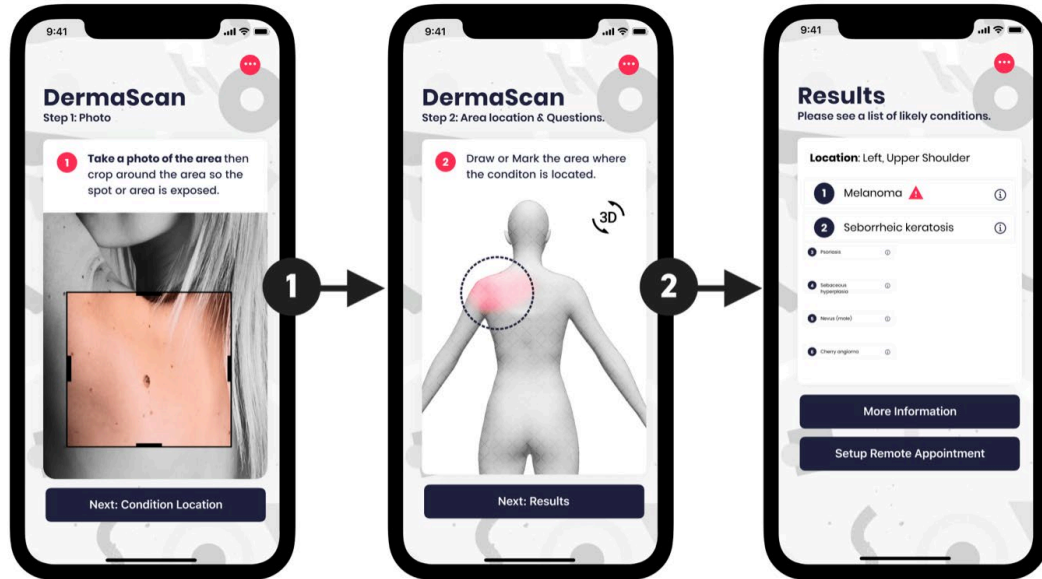 9:41
DermaScan
Step 1: Photo
1
Take a photo of the area then
crop around the area so the
spot or area is exposed.
Next: Condition Location
1
9:41
DermaScan
Step 2: Area location & Questions.
2
Draw or Mark the area where
the conditon is located.
3D
Next: Results
2
9:41
Results
Please see a list of likely conditions.
Location: Left, Upper Shoulder
1 Melanoma
2 Seborrheic keratosis
3 Psoriasis
4 Sebaceous
hyperplasia
5 Nevus (mole)
6 Cherry angioma
More Information
Setup Remote Appointment